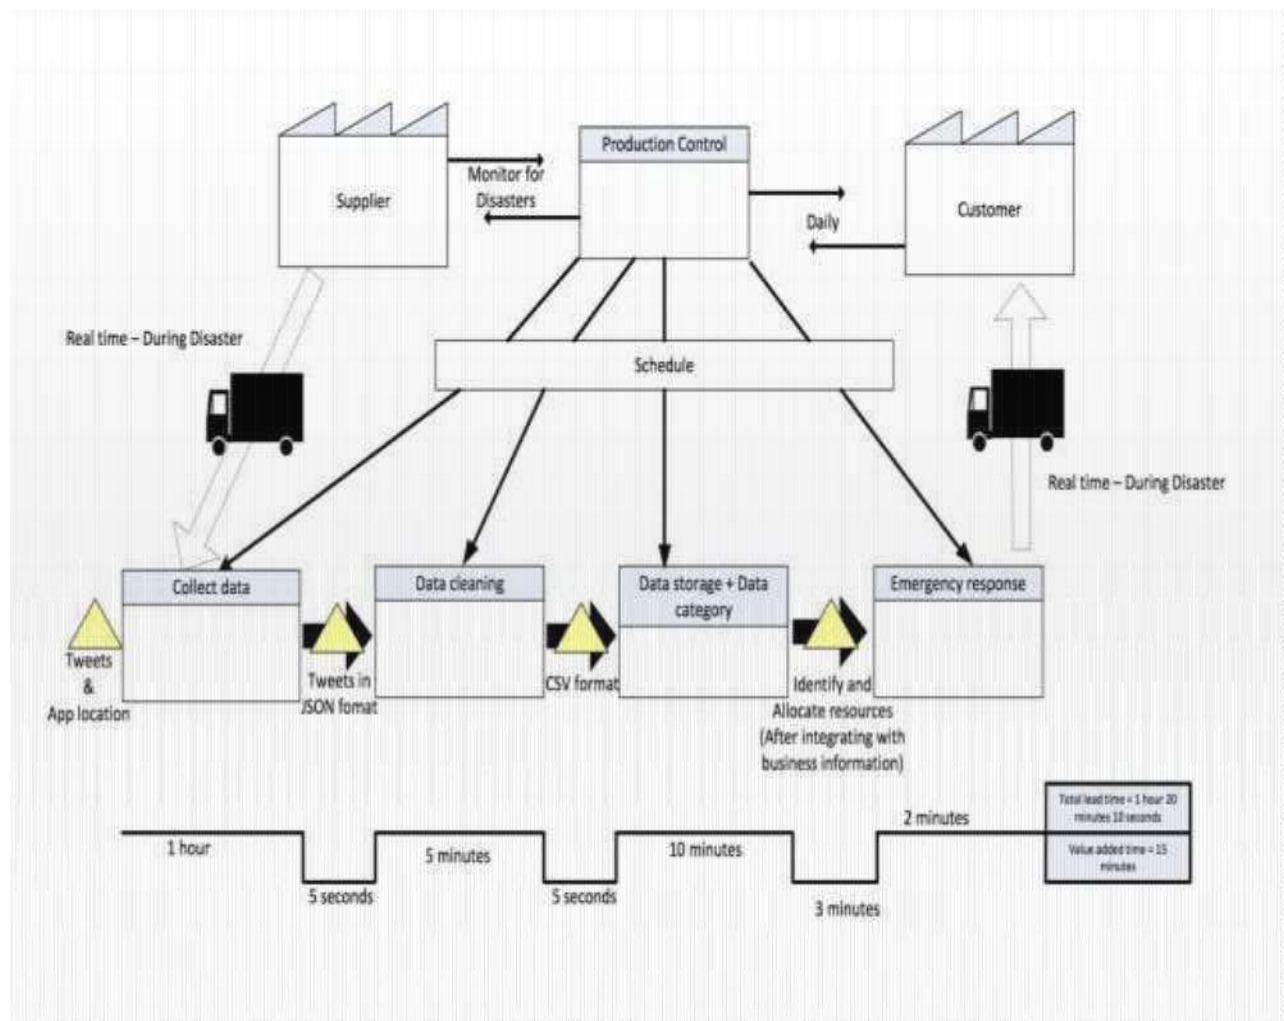 Production Control
Monitor for
Disasters
Supplier
Daily
Customer
Real time – During Disaster
Schedule
Real time – During Disaster
Collect data
Data cleaning
Data storage + Data
category
Emergency response
Tweets
&
App location
Tweets in
JSON fomat
CSV format
Identify and
Allocate resources
(After integrating with
business information)
1 hour
5 seconds
5 minutes
5 seconds
10 minutes
3 minutes
2 minutes
Total lead time = 1 hour 20
minutes 10 seconds
Value added time = 15
minutes